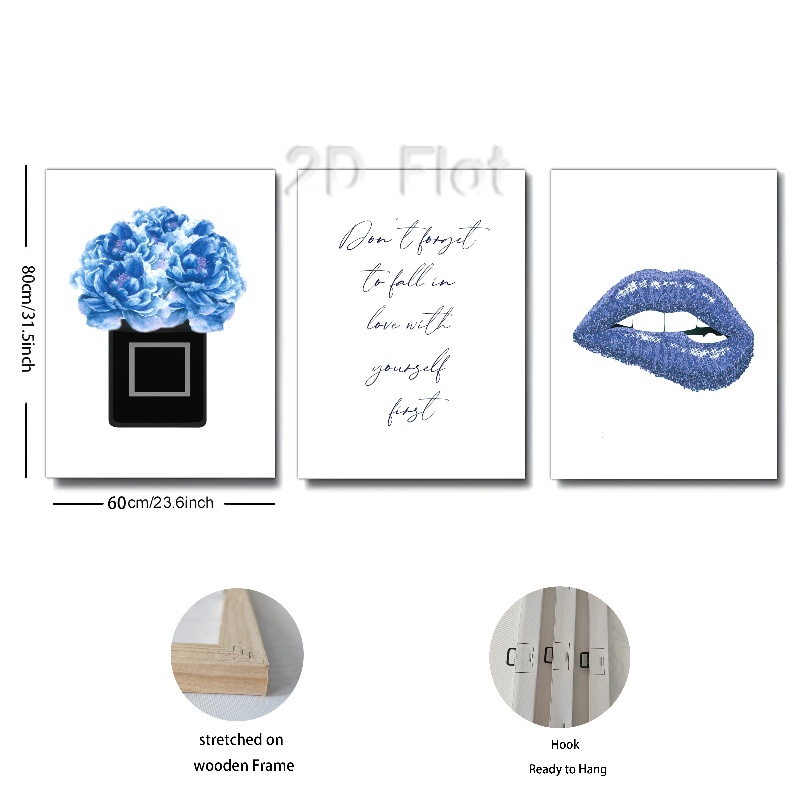 2D Flat
80cm/31.5inch
Don't forget
to fall in
love with
yourself
first
60cm/23.6inch
stretched on
wooden Frame
Hook
Ready to Hang